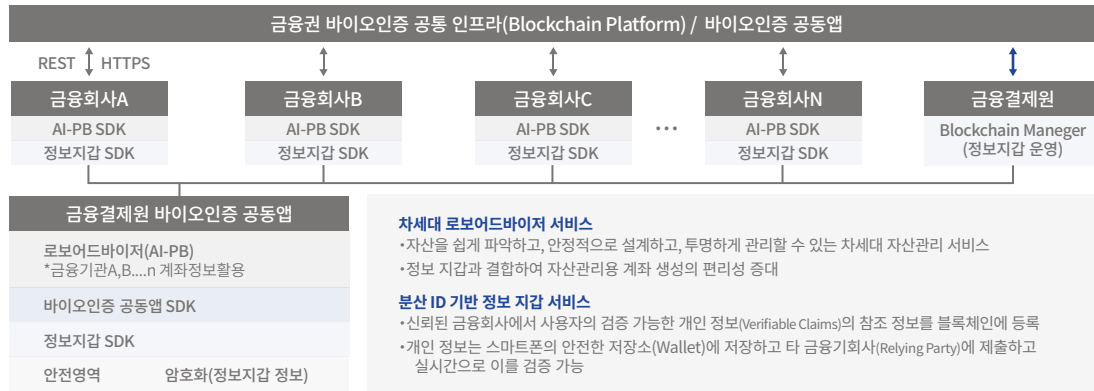 금융권 바이오인증 공통 인프라(Blockchain Platform) / 바이오인증 공동앱
REST HTTPS
금융회사A 금융회사B 금융회사C 금융회사N 금융결제원
AI-PB SDK AI-PB SDK AI-PB SDK ··· AI-PB SDK Blockchain Maneger
정보지갑 SDK 정보지갑 SDK 정보지갑 SDK 정보지갑 SDK (정보지갑 운영)
금융결제원 바이오인증 공동앱
로보어드바이저(AI-PB)
*금융기관A,B....n 계좌정보활용
바이오인증 공동앱 SDK
정보지갑 SDK
안전영역 암호화(정보지갑 정보)
차세대 로보어드바이저 서비스
·자산을 쉽게 파악하고, 안정적으로 설계하고, 투명하게 관리할 수 있는 차세대 자산관리 서비스
·정보 지갑과 결합하여 자산관리용 계좌 생성의 편리성 증대
분산 ID 기반 정보 지갑 서비스
·신뢰된 금융회사에서 사용자의 검증 가능한 개인 정보(Verifiable Claims)의 참조 정보를 블록체인에 등록
·개인 정보는 스마트폰의 안전한 저장소(Wallet)에 저장하고 타 금융기회사(Relying Party)에 제출하고
실시간으로 이를 검증 가능